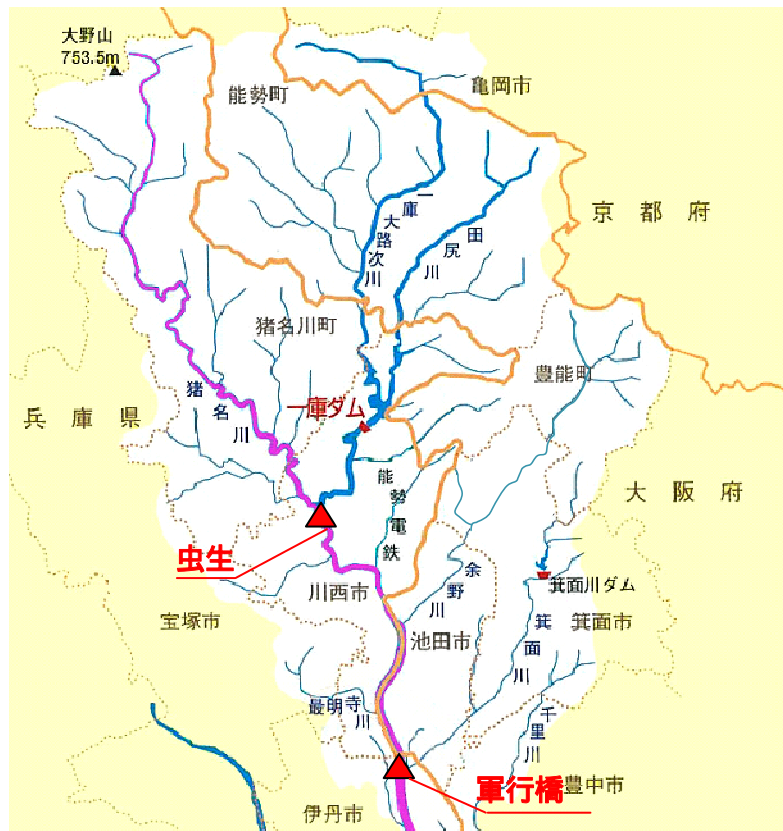 大野山
753.5m
能勢町
亀岡市
京都府
一庫大路次川
田尻川
猪名川町
豊能町
猪名川
兵庫県
一庫ダム
大阪府
能勢電鉄
虫生
川西市
余野川
箕面川ダム
宝塚市
池田市
箕面川
箕面市
最明寺川
千里川
軍行橋
豊中市
伊丹市